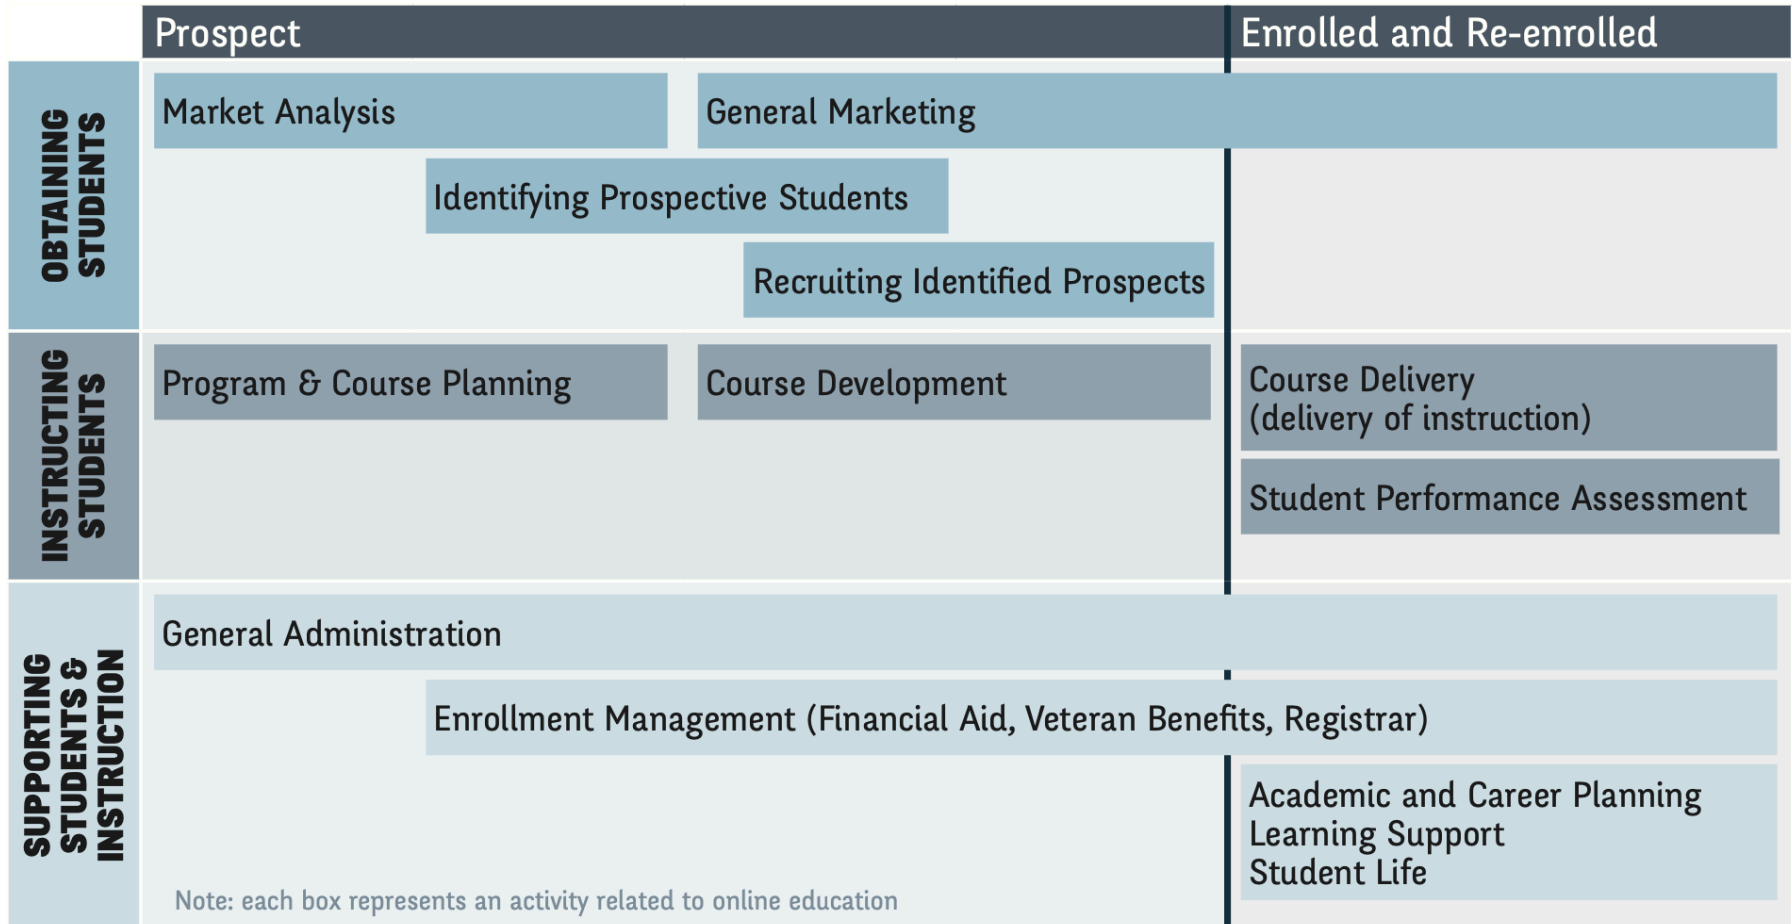 Prospect
Enrolled and Re-enrolled
OBTAINING
STUDENTS
Market Analysis
General Marketing
Identifying Prospective Students
Recruiting Identified Prospects
INSTRUCTING
STUDENTS
Program & Course Planning
Course Development
Course Delivery
(delivery of instruction)
Student Performance Assessment
SUPPORTING
STUDENTS &
INSTRUCTION
General Administration
Enrollment Management (Financial Aid, Veteran Benefits, Registrar)
Academic and Career Planning
Learning Support
Student Life
Note: each box represents an activity related to online education